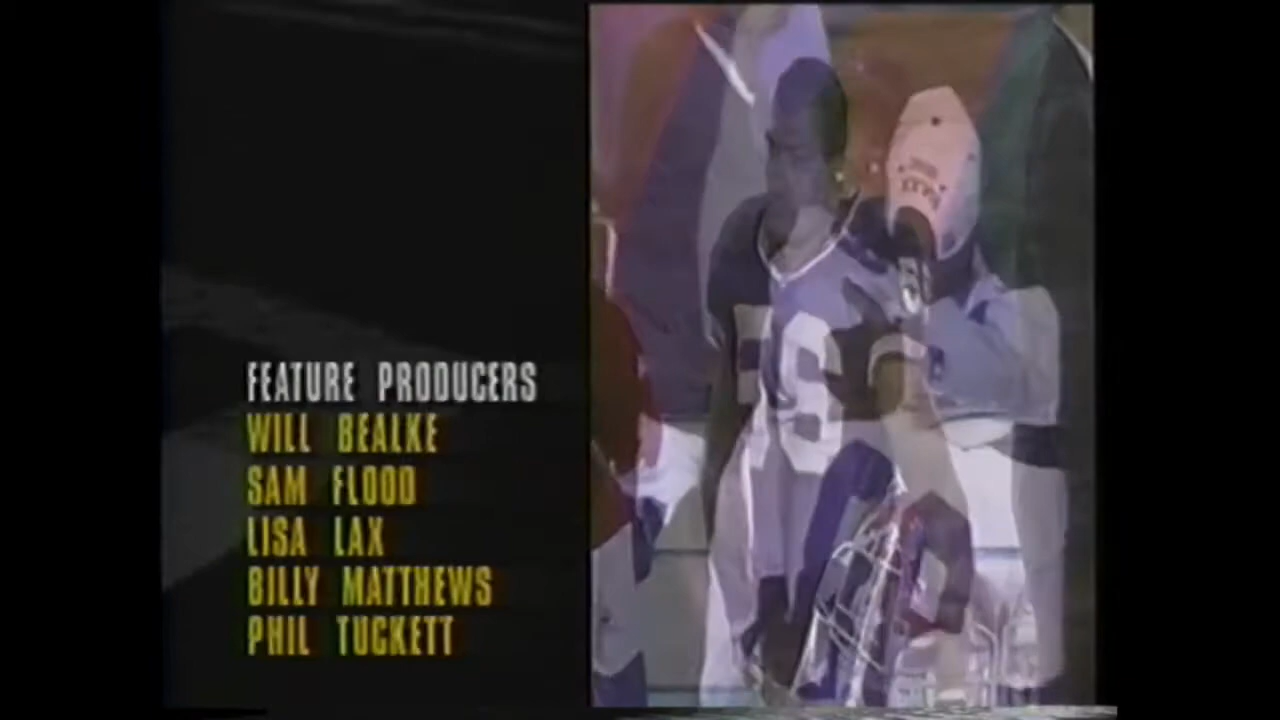 FEATURE PRODUCERS
WILL BEALKE
SAM FLOOD
LISA LAX
BILLY MATTHEWS
PHIL TUCKETT